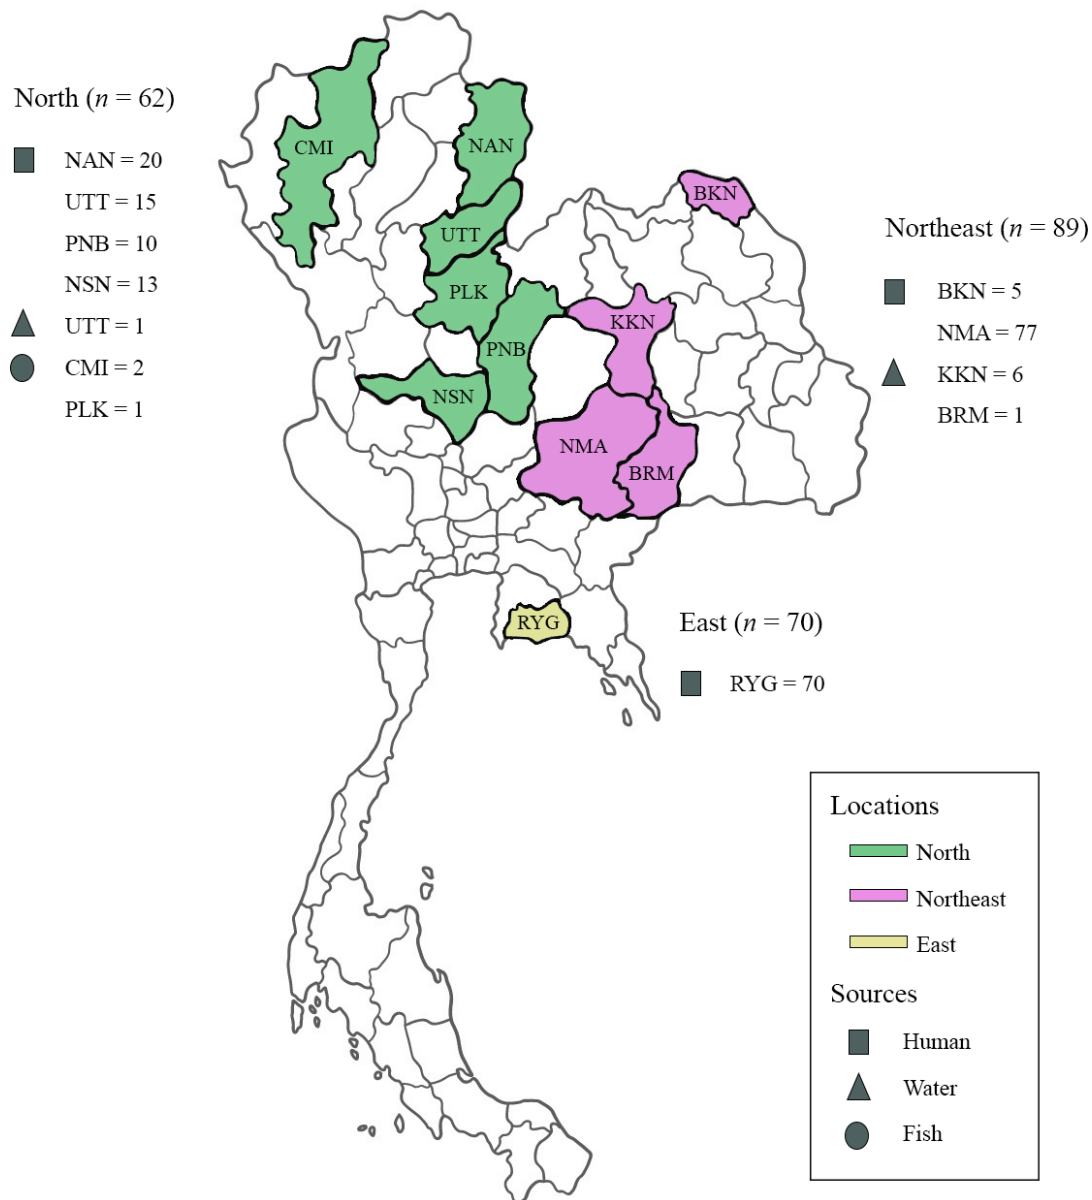 North (n = 62)
NAN = 20
UTT = 15
PNB = 10
NSN = 13
UTT = 1
CMI = 2
PLK = 1
CMI
NAN
UTT
PLK
PNB
NSN
BKN
KKN
NMA
BRM
RYG
Northeast (n = 89)
BKN = 5
NMA = 77
KKN = 6
BRM = 1
East (n = 70)
RYG = 70
Locations
North
Northeast
East
Sources
Human
Water
Fish